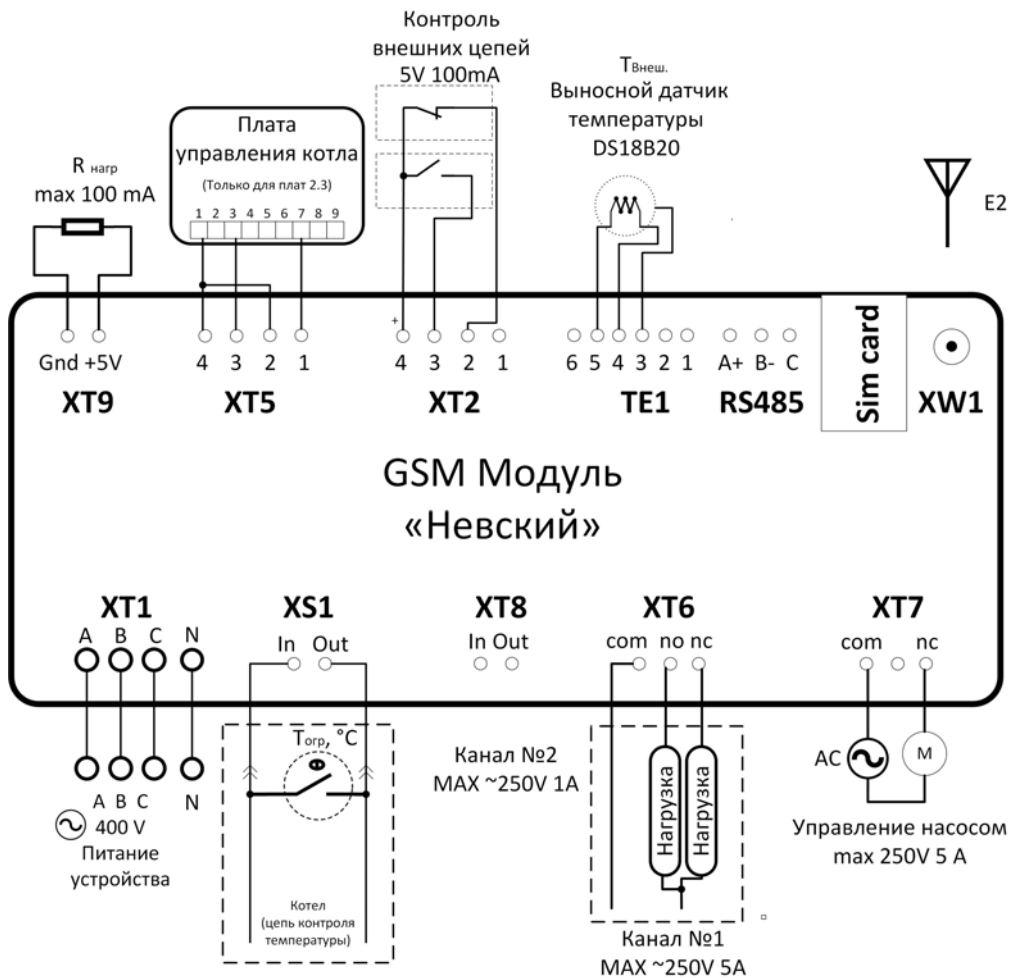 Контроль
внешних цепей
5V 100mA
TВнеш.
Выносной датчик
температуры
DS18B20
Плата
управления котла
(Только для плат 2.3)
1 2 3 4 5 6 7 8 9
R нагр
max 100 mA
E2
+
Gnd +5V
4 3 2 1
4 3 2 1
6 5 4 3 2 1
A+ B- C
Sim card
XT9
XT5
XT2
TE1
RS485
XW1
GSM Модуль
«Невский»
XT1
XS1
XT8
XT6
XT7
A B C N
In Out
In Out
com no nc
com nc
Tогр, °C
Канал №2
MAX ~250V 1A
Нагрузка
Нагрузка
AC
M
A B C N
400 V
Питание
устройства
Управление насосом
max 250V 5 A
Котел
(цепь контроля
температуры)
Канал №1
MAX ~250V 5A